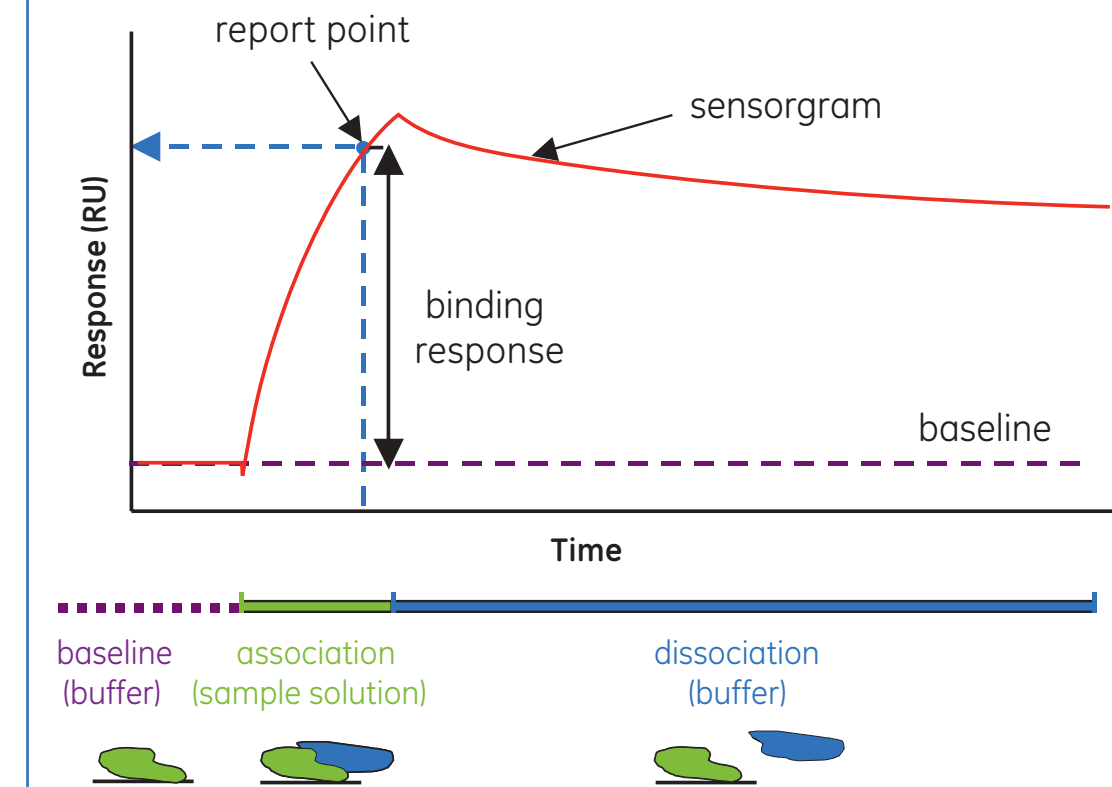 report point
sensorgram
Response (RU)
binding
response
baseline
Time
baseline
(buffer)
association
(sample solution)
dissociation
(buffer)